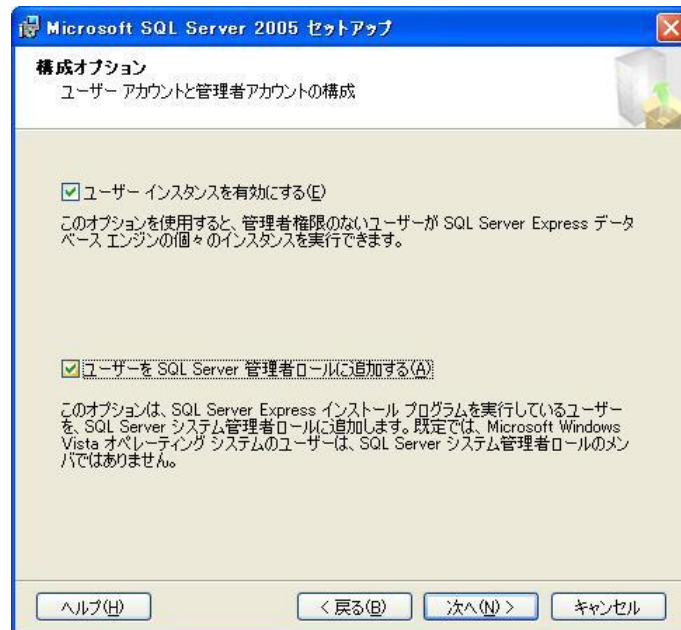 Microsoft SQL Server 2005 セットアップ
構成オプション
ユーザー アカウントと管理者アカウントの構成
ユーザー インスタンスを有効にする(E)
このオプションを使用すると、管理者権限のないユーザーが SQL Server Express データ
ベース エンジンの個々のインスタンスを実行できます。
ユーザーを SQL Server 管理者ロールに追加する(A)
このオプションは、SQL Server Express インストール プログラムを実行しているユーザー
を、SQL Server システム管理者ロールに追加します。既定では、Microsoft Windows
Vista オペレーティング システムのユーザーは、SQL Server システム管理者ロールのメン
バではありません。
ヘルプ(H)
< 戻る(B)
次へ(N) >
キャンセル